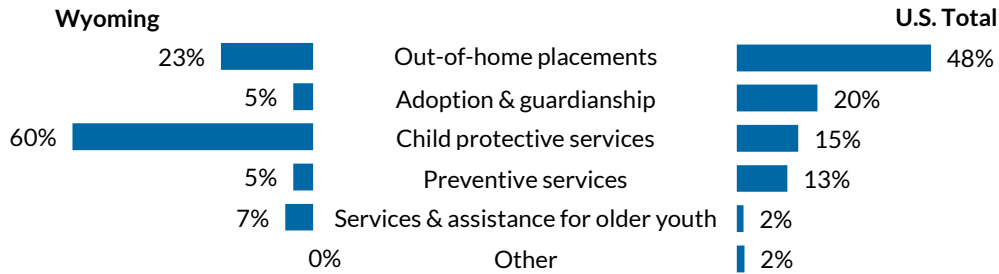 Wyoming U.S. Total
23% Out-of-home placements 48%
5% Adoption & guardianship 20%
60% Child protective services 15%
5% Preventive services 13%
7% Services & assistance for older youth 2%
0% Other 2%